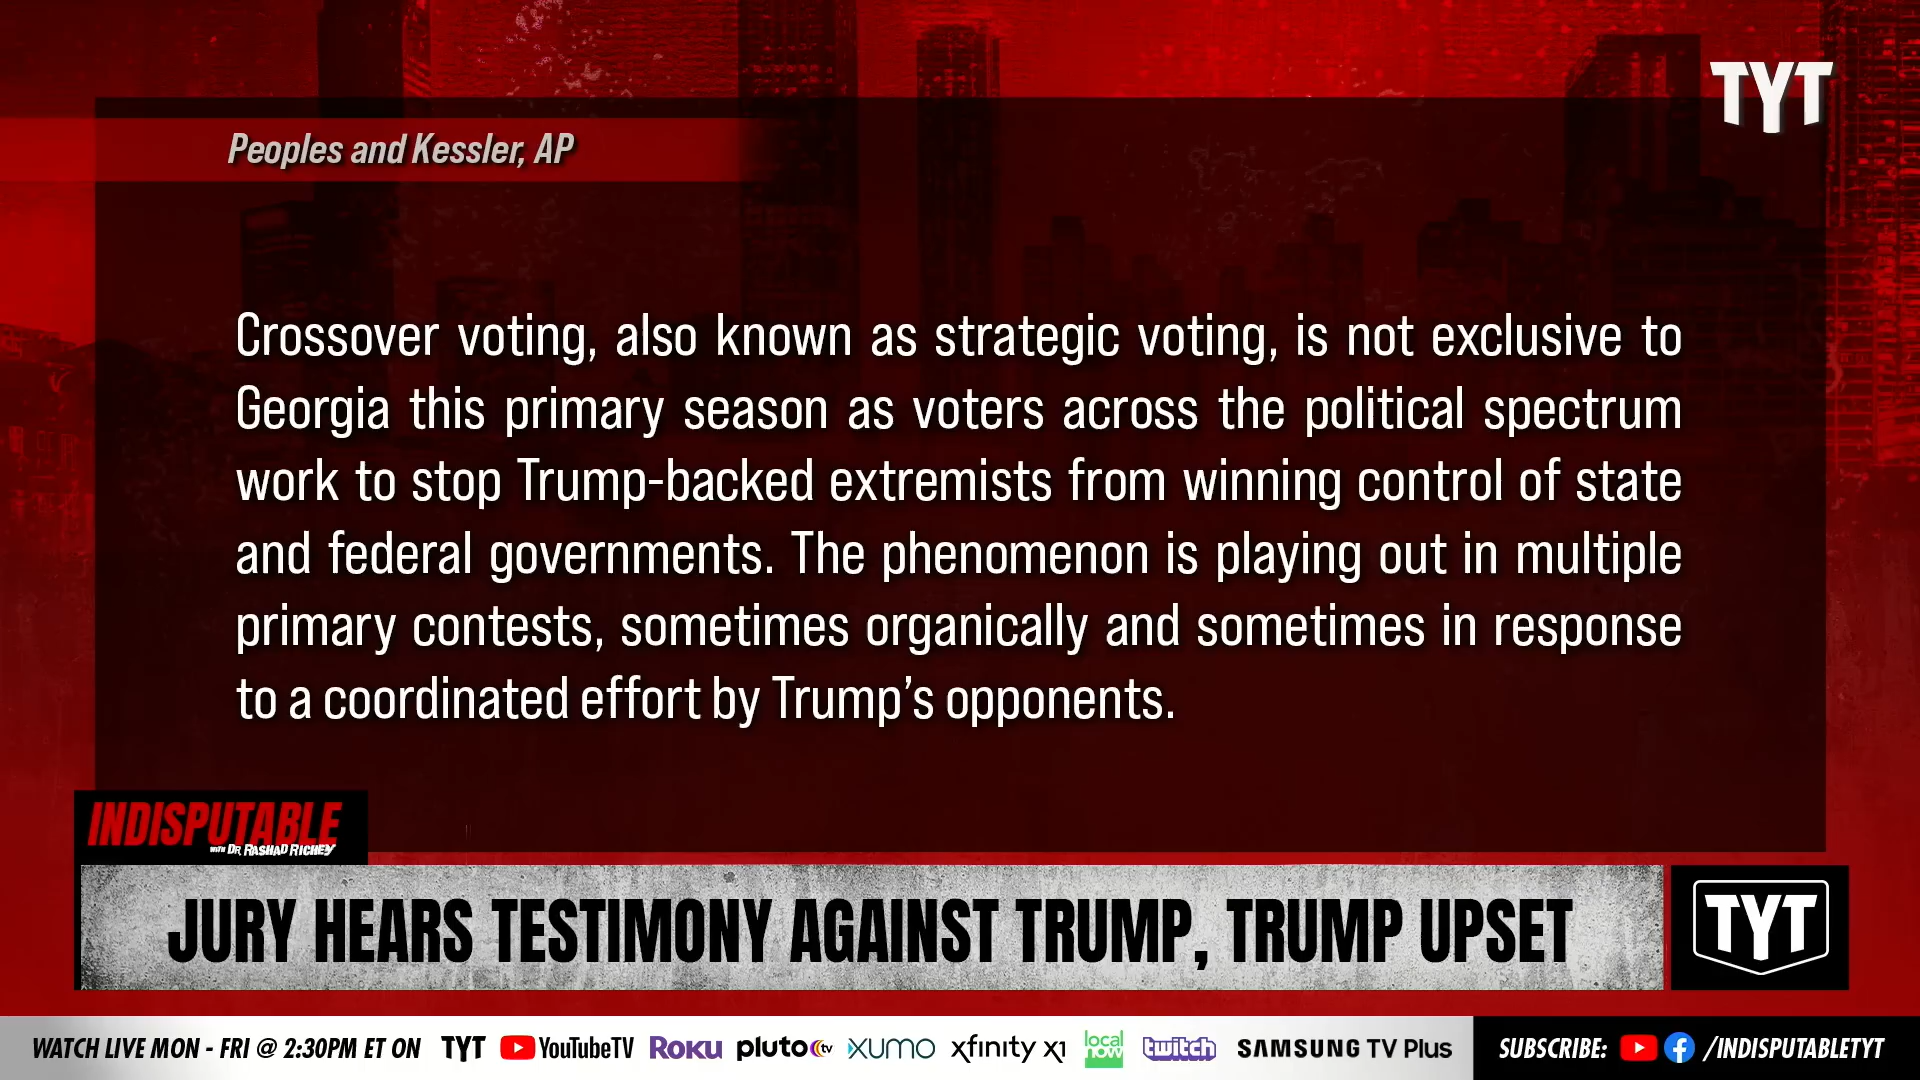 TYT
Peoples and Kessler, AP
Crossover voting, also known as strategic voting, is not exclusive to
Georgia this primary season as voters across the political spectrum
work to stop Trump-backed extremists from winning control of state
and federal governments. The phenomenon is playing out in multiple
primary contests, sometimes organically and sometimes in response
to a coordinated effort by Trump’s opponents.
INDISPUTABLE
WITH DR. RASHAD RICHEY
JURY HEARS TESTIMONY AGAINST TRUMP, TRUMP UPSET
TYT
WATCH LIVE MON - FRI @ 2:30PM ET ON TYT YouTubeTV ROKU pluto tv xumo xfinity x1 local now twitch SAMSUNG TV Plus SUBSCRIBE: /INDISPUTABLETYT